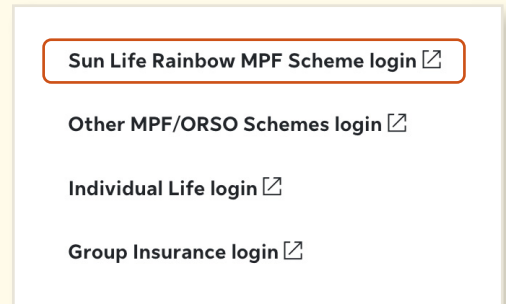 Sun Life Rainbow MPF Scheme login
Other MPF/ORSO Schemes login
Individual Life login
Group Insurance login